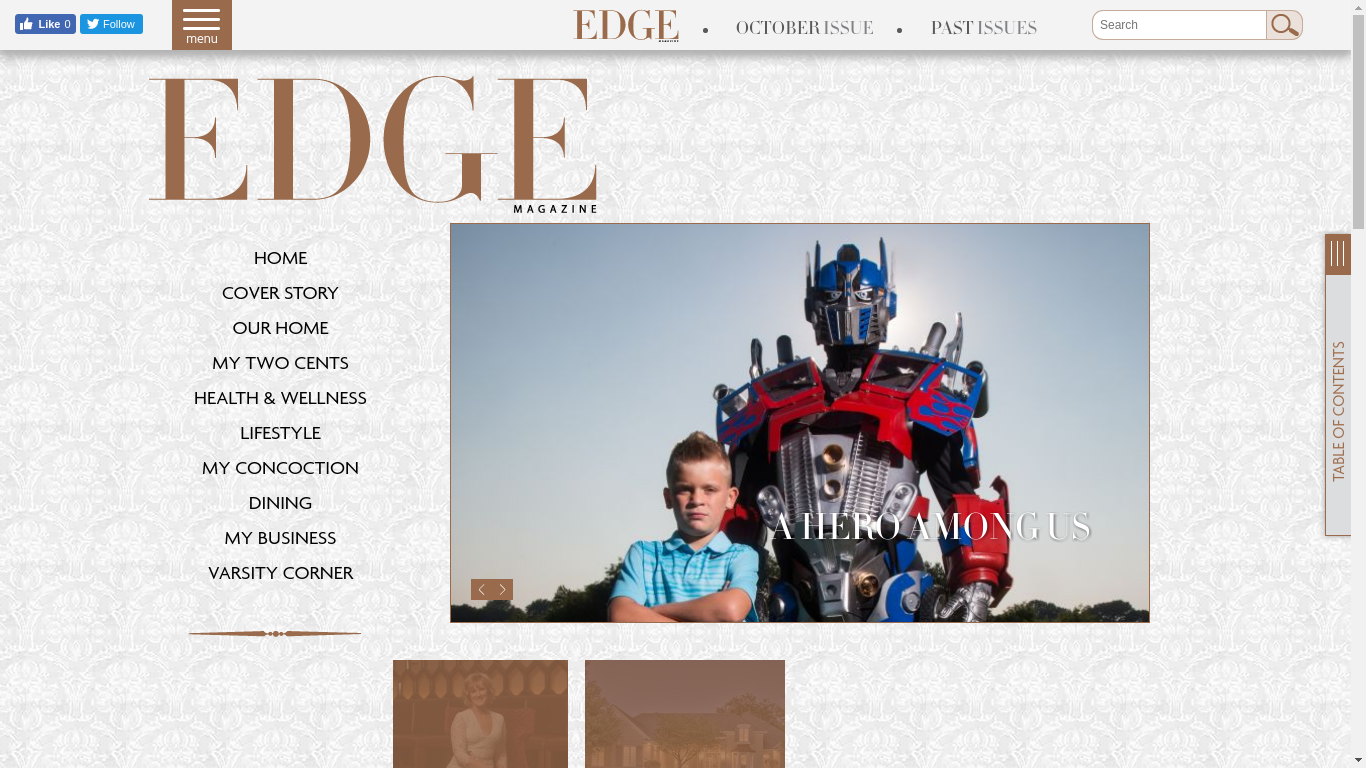 Like 0
Follow
menu
EDGE
MAGAZINE
OCTOBER ISSUE
PAST ISSUES
Search
EDGE
MAGAZINE
HOME
COVER STORY
OUR HOME
MY TWO CENTS
HEALTH & WELLNESS
LIFESTYLE
MY CONCOCTION
DINING
MY BUSINESS
VARSITY CORNER
A HERO AMONG US
TABLE OF CONTENTS